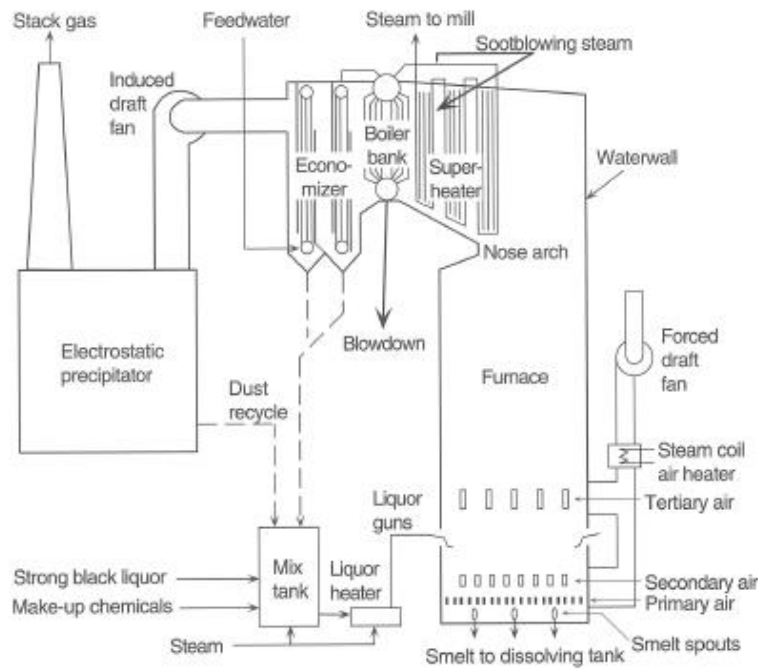 Stack gas
Feedwater
Steam to mill
Sootblowing steam
Induced
draft
fan
Boiler
bank
Econo-
mizer
Super-
heater
Waterwall
Nose arch
Electrostatic
precipitator
Blowdown
Furnace
Forced
draft
fan
Dust
recycle
Steam coil
air heater
Liquor
guns
Tertiary air
Strong black liquor
Mix
tank
Liquor
heater
Secondary air
Make-up chemicals
Primary air
Steam
Smelt spouts
Smelt to dissolving tank